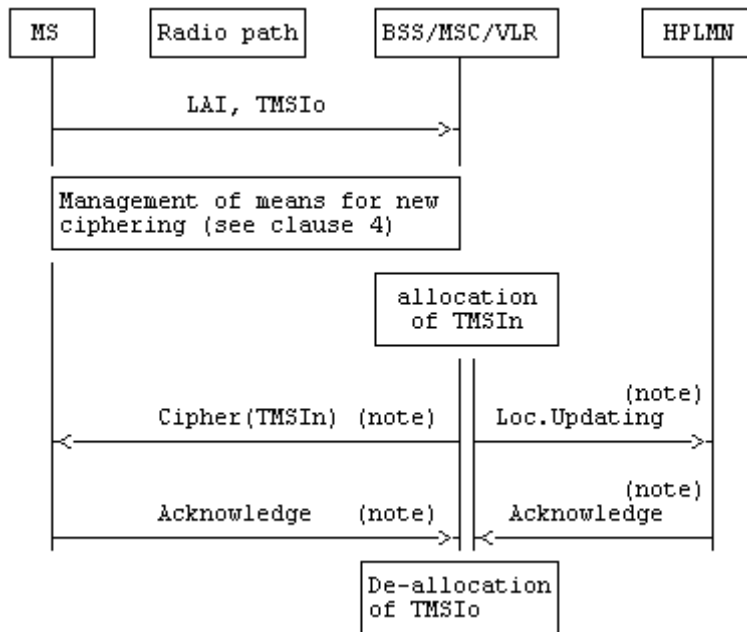 MS
Radio path
BSS/MSC/VLR
HPLMN
LAI, TMSIo
Management of means for new
ciphering (see clause 4)
allocation
of TMSIn
(note)
Cipher(TMSIn) (note)
Loc.Updating
(note)
Acknowledge (note)
Acknowledge
De-allocation
of TMSIo